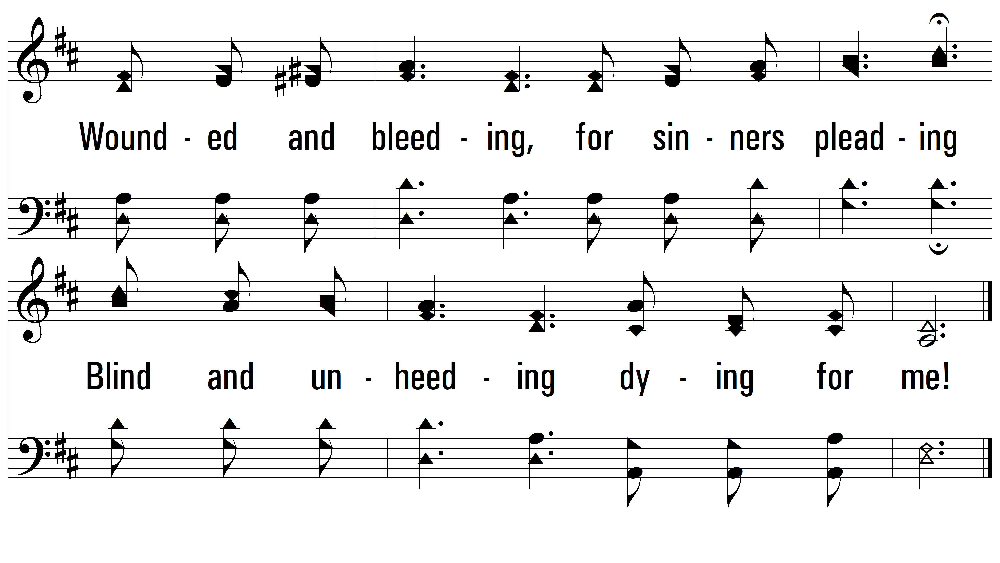 Wound - ed and bleed - ing, for sin - ners plead - ing
Blind and un - heed - ing dy - ing for me!